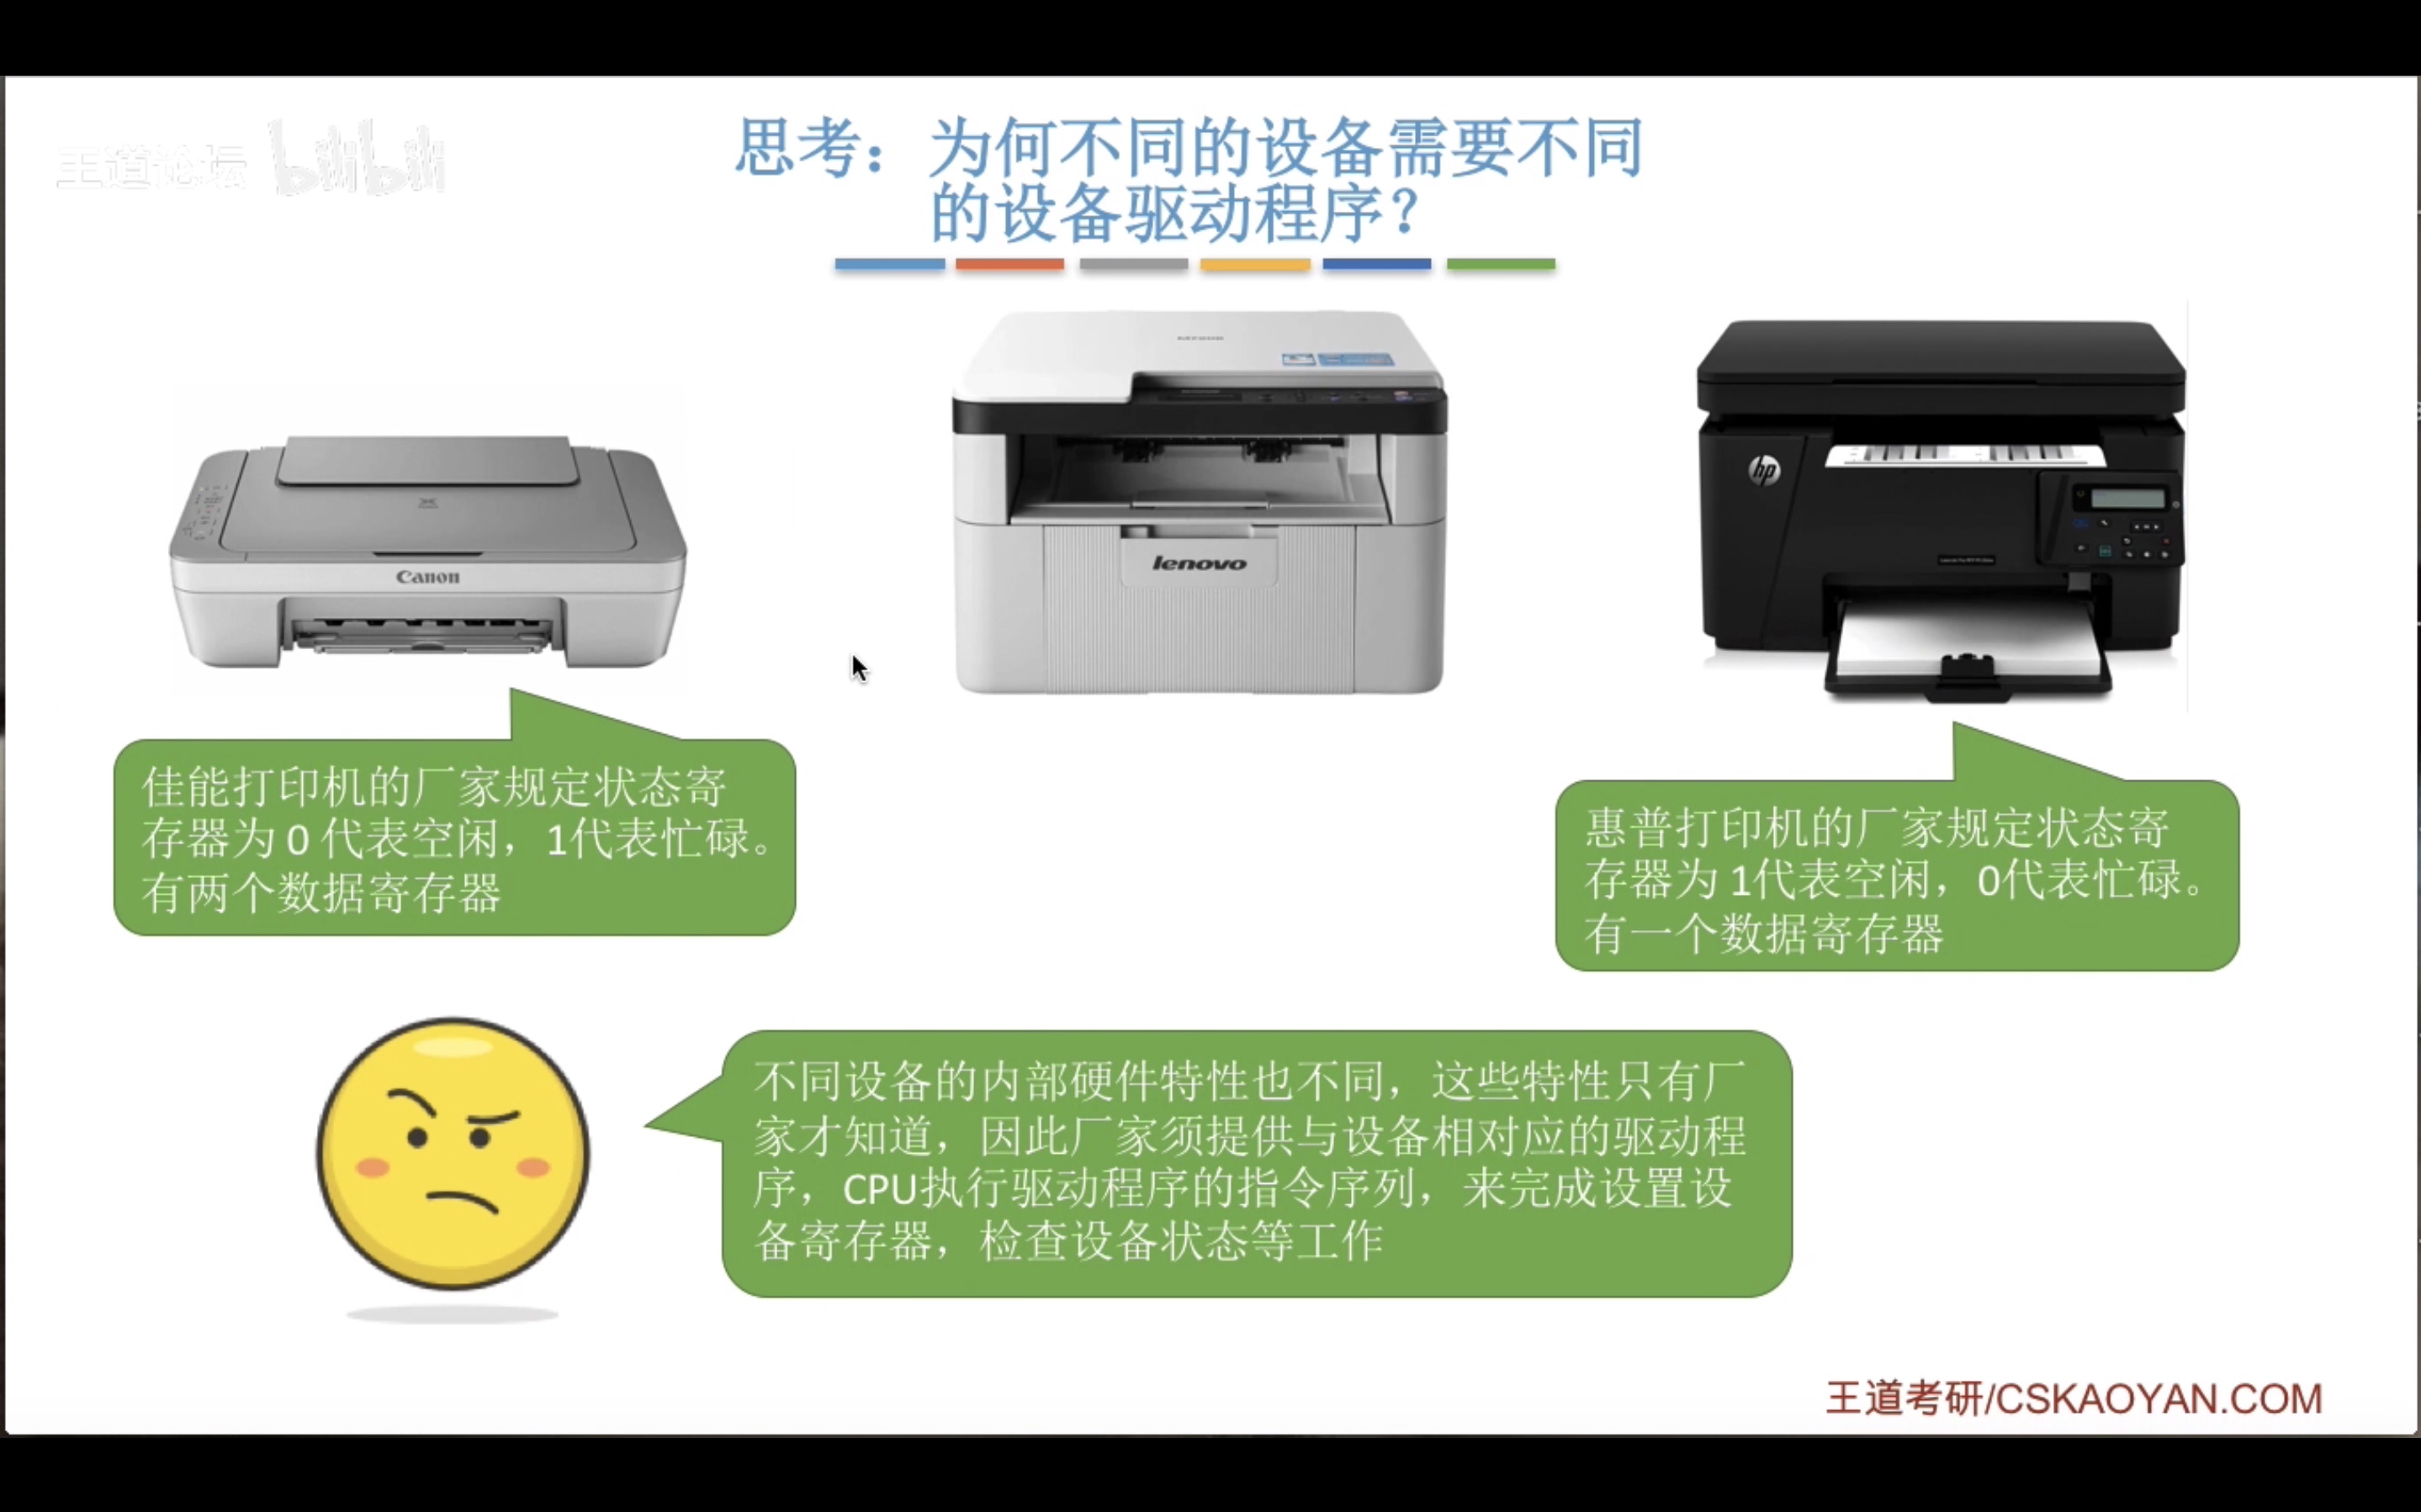 王道论坛 bilibili
思考：为何不同的设备需要不同
的设备驱动程序？
Canon
lenovo
hp
佳能打印机的厂家规定状态寄
存器为 0 代表空闲，1代表忙碌。
有两个数据寄存器
惠普打印机的厂家规定状态寄
存器为 1代表空闲，0代表忙碌。
有一个数据寄存器
不同设备的内部硬件特性也不同，这些特性只有厂
家才知道，因此厂家须提供与设备相对应的驱动程
序，CPU执行驱动程序的指令序列，来完成设置设
备寄存器，检查设备状态等工作
王道考研/CSKAOYAN.COM